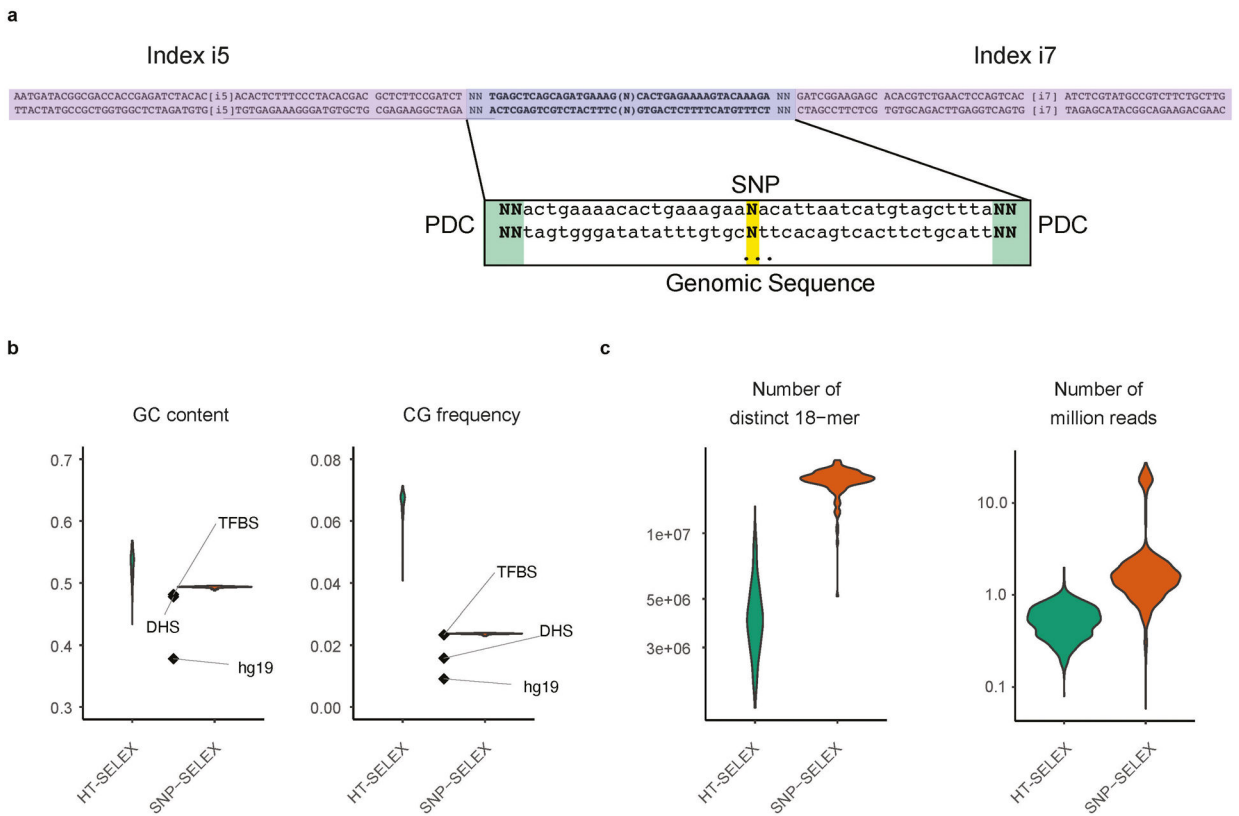 a
Index i5
Index i7
AATGATACGGCGACCACCGAGATCTACAC[i5]ACACTCTTTCCCTACACGAC GCTCTTCCGATCT NN TGAGCTCAGCAGATGAAAG(N)CACTGAGAAAAGTACAAAGA NN GATCGGAAGAGC ACACGTCTGAACTCCAGTCAC [i7] ATCTCGTATGCCGTCTTCTGCTTG
TTACTATGCCGCTGGTGGCTCTAGATGTG[i5]TGTGAGAAAGGGATGTGCTG CGAGAAGGCTAGA NN ACTCGAGTCGTCTACTTTC(N)GTGACTCTTTTCATGTTTCT NN CTAGCCTTCTCG TGTGCAGACTTGAGGTCAGTG [i7] TAGAGCATACGGCAGAAGACGAAC
SNP
PDC
NNactgaaaacactgaaagaaNacattaatcatgtagctttaNN
PDC
NNtagtgggatatatttgtgcNttcacagtcacttctgcattNN
...
Genomic Sequence
b
GC content
0.7
0.6
0.5
0.4
0.3
TFBS
DHS
hg19
HT-SELEX
SNP-SELEX
CG frequency
0.08
0.06
0.04
0.02
0.00
TFBS
DHS
hg19
HT-SELEX
SNP-SELEX
c
Number of
distinct 18-mer
1e+07
5e+06
3e+06
HT-SELEX
SNP-SELEX
Number of
million reads
10.0
1.0
0.1
HT-SELEX
SNP-SELEX